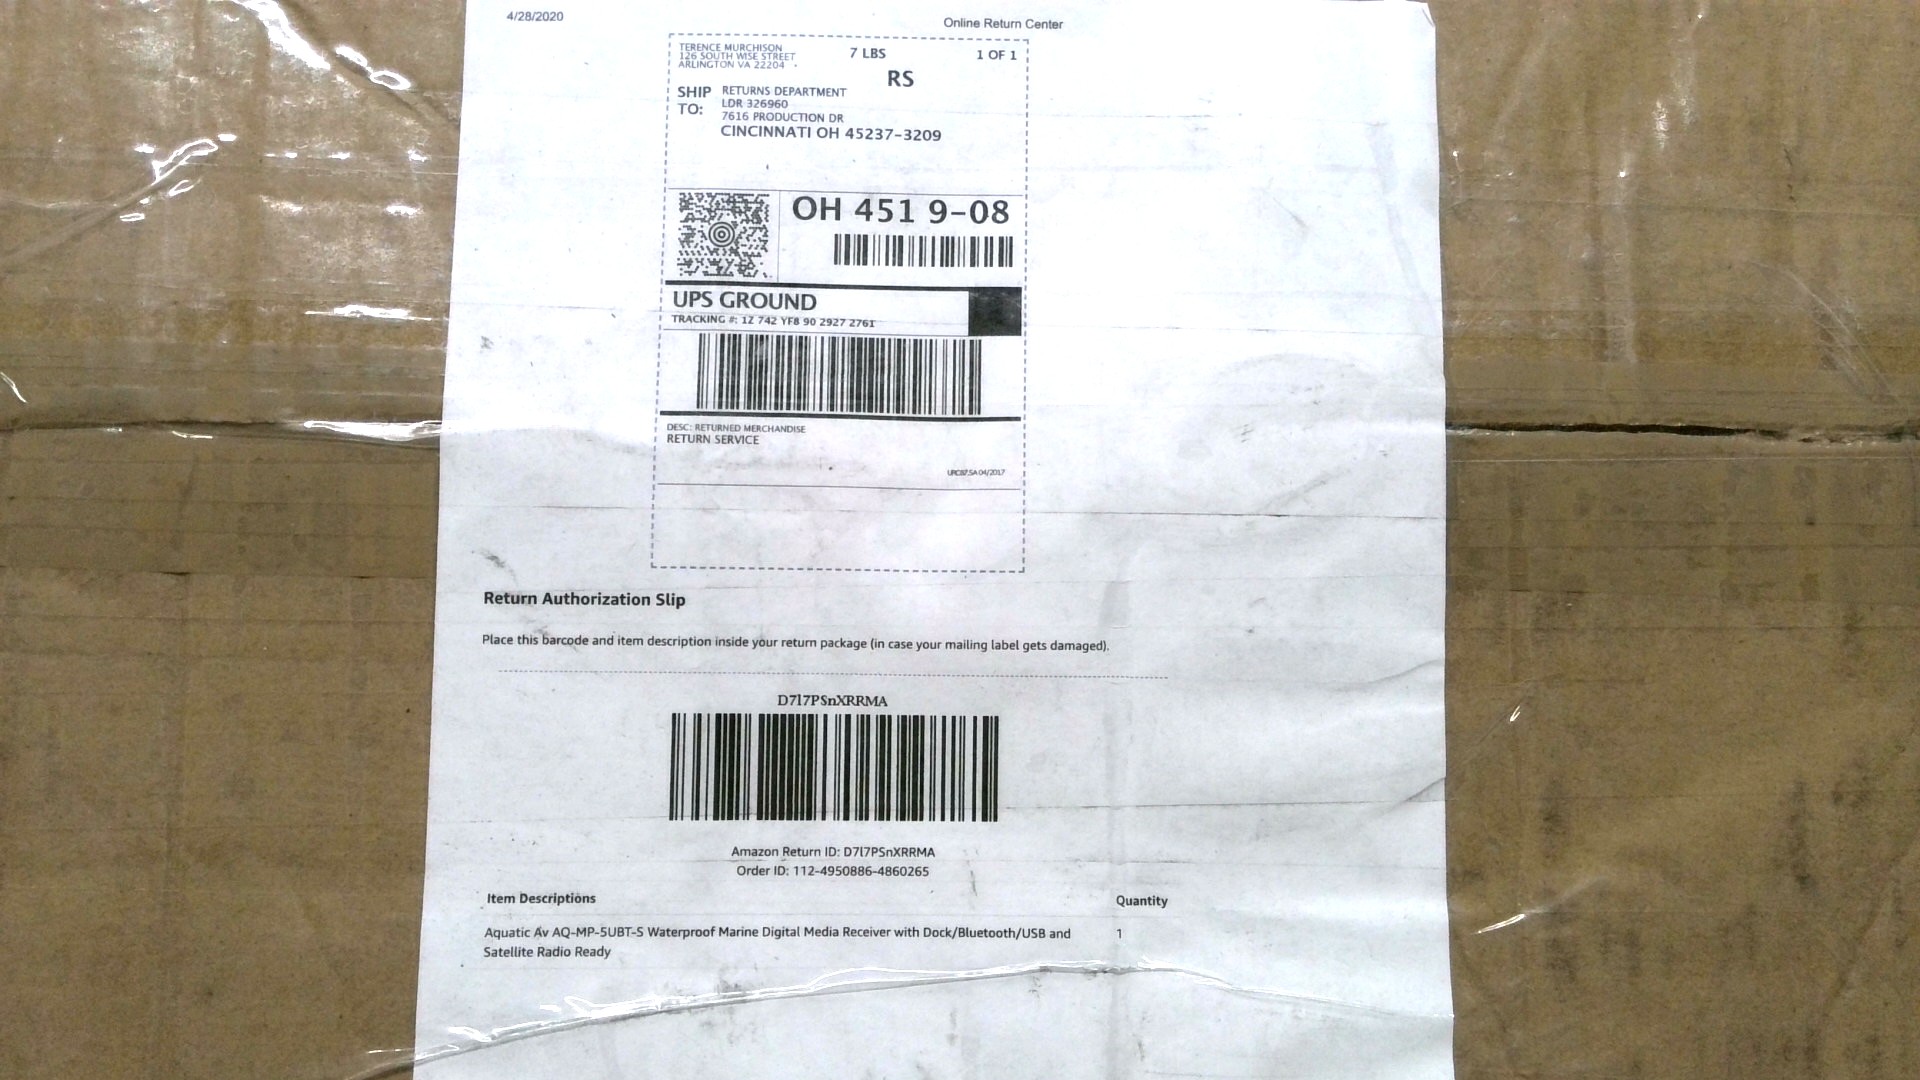 4/28/2020
Online Return Center
TERENCE MURCHISON
126 SOUTH WISE STREET
ARLINGTON VA 22204
7 LBS
1 OF 1
RS
SHIP TO:
RETURNS DEPARTMENT
LDR 326960
7616 PRODUCTION DR
CINCINNATI OH 45237-3209
OH 451 9-08
UPS GROUND
TRACKING #: 1Z 742 YF8 90 2927 2761
DESC: RETURNED MERCHANDISE
RETURN SERVICE
04/2017
Return Authorization Slip
Place this barcode and item description inside your return package (in case your mailing label gets damaged).
D7l7PSnXRRMA
Amazon Return ID: D7l7PSnXRRMA
Order ID: 112-4950886-4860265
Item Descriptions
Quantity
Aquatic Av AQ-MP-5UBT-S Waterproof Marine Digital Media Receiver with Dock/Bluetooth/USB and
1
Satellite Radio Ready